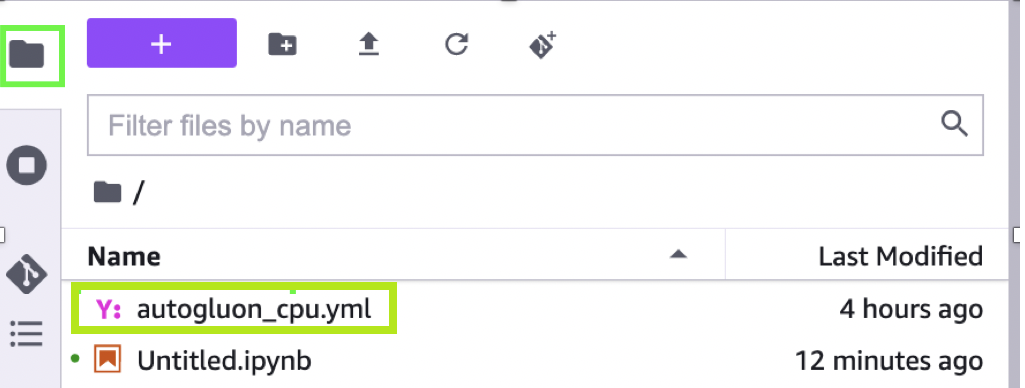 +
Filter files by name
/
Name Last Modified
Y: autogluon_cpu.yml 4 hours ago
Untitled.ipynb 12 minutes ago